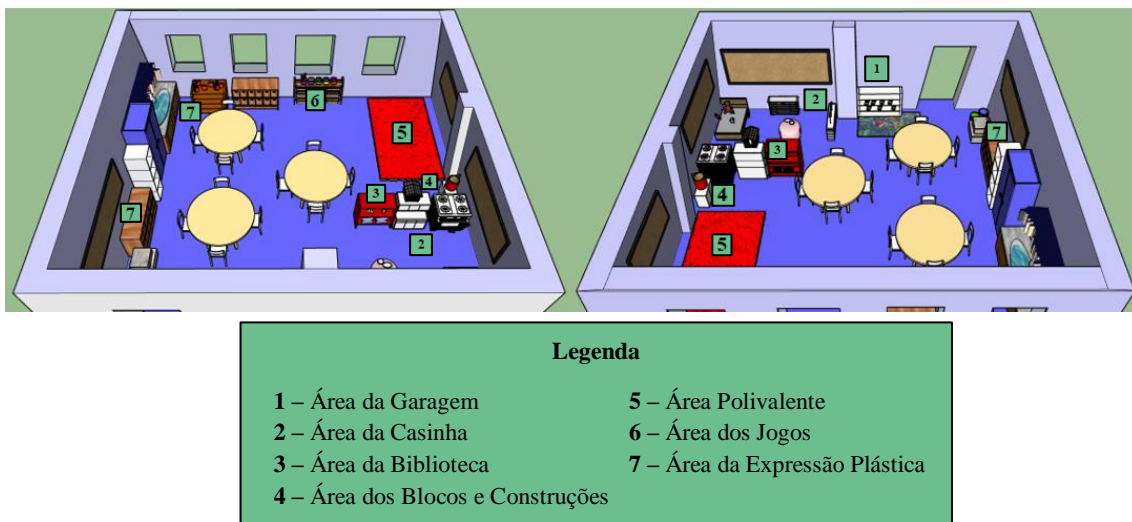 6
7
5
4
3
7
2
1
2
7
3
4
5
Legenda
1 – Área da Garagem
2 – Área da Casinha
3 – Área da Biblioteca
4 – Área dos Blocos e Construções
5 – Área Polivalente
6 – Área dos Jogos
7 – Área da Expressão Plástica